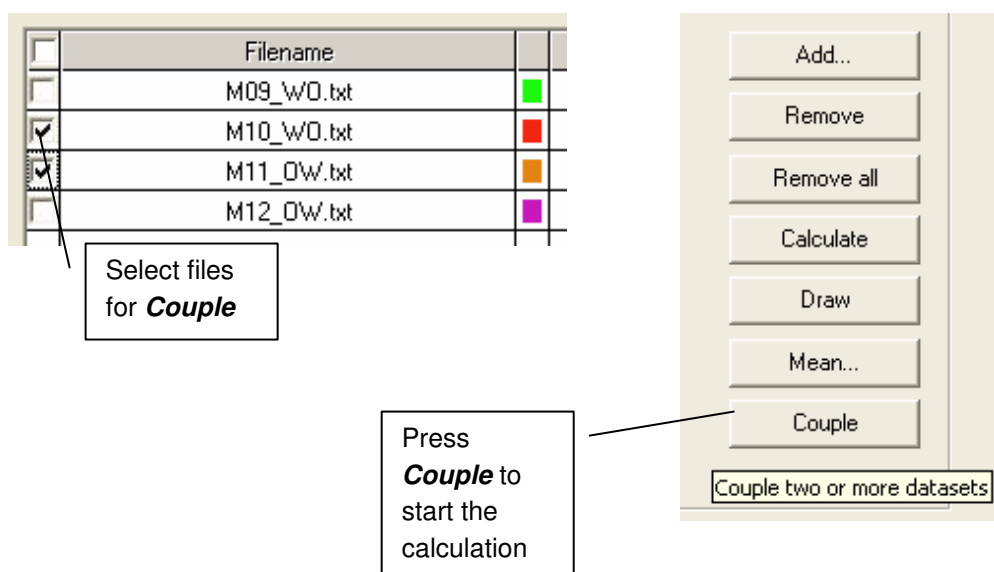 Filename
M09_WO.txt
M10_WO.txt
M11_OW.txt
M12_OW.txt
Select files
for Couple
Add...
Remove
Remove all
Calculate
Draw
Mean...
Couple
Couple two or more datasets
Press
Couple to
start the
calculation